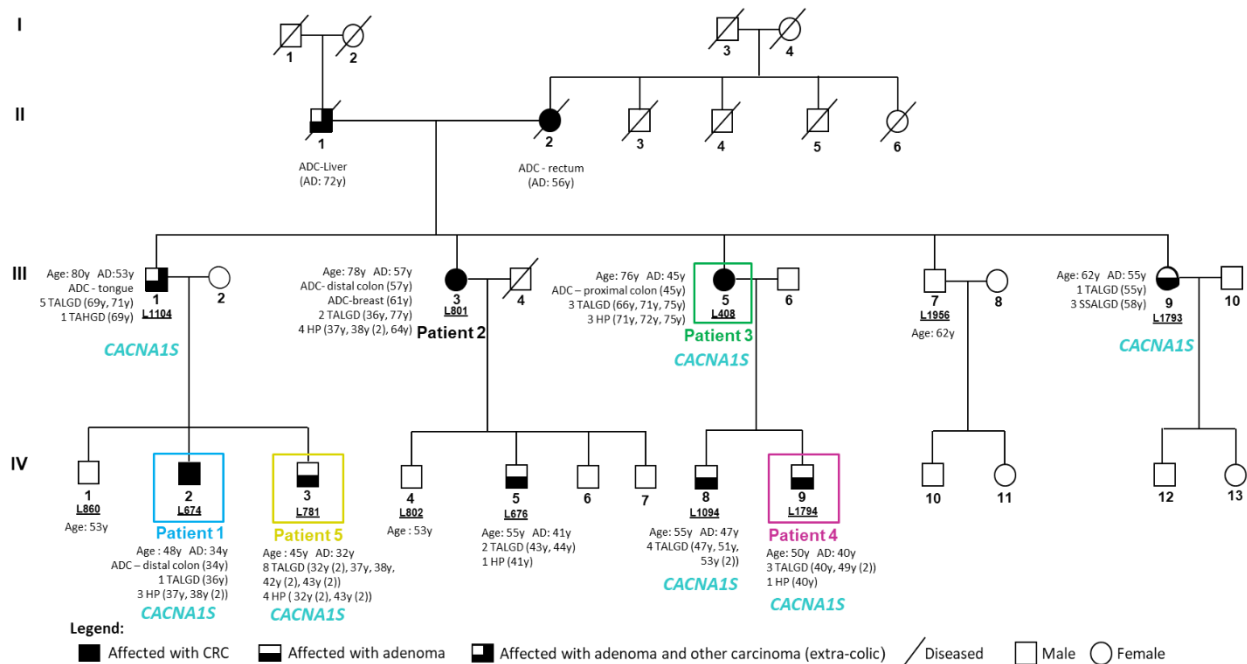 I
1
2
3
4
II
1
2
3
4
5
6
ADC-Liver
(AD: 72y)
ADC - rectum
(AD: 56y)
III
Age: 80y AD:53y
ADC - tongue
5 TALGD (69y, 71y)
1 TAHGD (69y)
1
L1104
CACNA1S
2
Age: 78y AD: 57y
ADC- distal colon (57y)
ADC-breast (61y)
2 TALGD (36y, 77y)
4 HP (37y, 38y (2), 64y)
3
L801
Patient 2
4
Age: 76y AD: 45y
ADC – proximal colon (45y)
3 TALGD (66y, 71y, 75y)
3 HP (71y, 72y, 75y)
5
L408
Patient 3
CACNA1S
6
7
L1956
Age: 62y
8
62y AD: 55y
1 TALGD (55y)
3 SSALGD (58y)
9
L1793
CACNA1S
10
IV
1
L860
Age: 53y
2
L674
Patient 1
Age : 48y AD: 34y
ADC – distal colon (34y)
1 TALGD (36y)
3 HP (37y, 38y (2))
CACNA1S
3
L781
Patient 5
Age : 45y AD: 32y
8 TALGD (32y (2), 37y, 38y,
42y (2), 43y (2))
4 HP ( 32y (2), 43y (2))
CACNA1S
4
L802
Age : 53y
5
L676
Age: 55y AD: 41y
2 TALGD (43y, 44y)
1 HP (41y)
6
7
8
L1094
Age: 55y AD: 47y
4 TALGD (47y, 51y,
53y (2))
CACNA1S
9
L1794
Patient 4
Age: 50y AD: 40y
3 TALGD (40y, 49y (2))
1 HP (40y)
CACNA1S
10
11
12
13
Legend:
Affected with CRC
Affected with adenoma
Affected with adenoma and other carcinoma (extra-colic)
Diseased
Male
Female